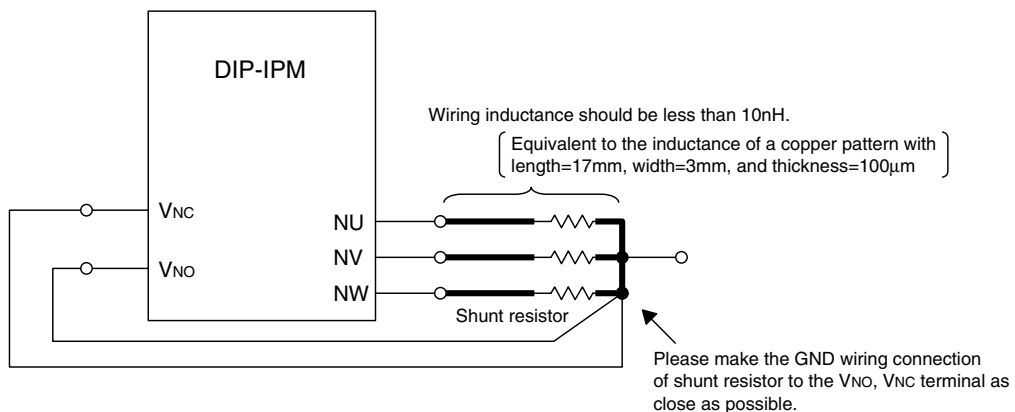 DIP-IPM
Wiring inductance should be less than 10nH.
Equivalent to the inductance of a copper pattern with
length=17mm, width=3mm, and thickness=100μm
VNC
VNO
NU
NV
NW
Shunt resistor
Please make the GND wiring connection
of shunt resistor to the VNO, VNC terminal as
close as possible.